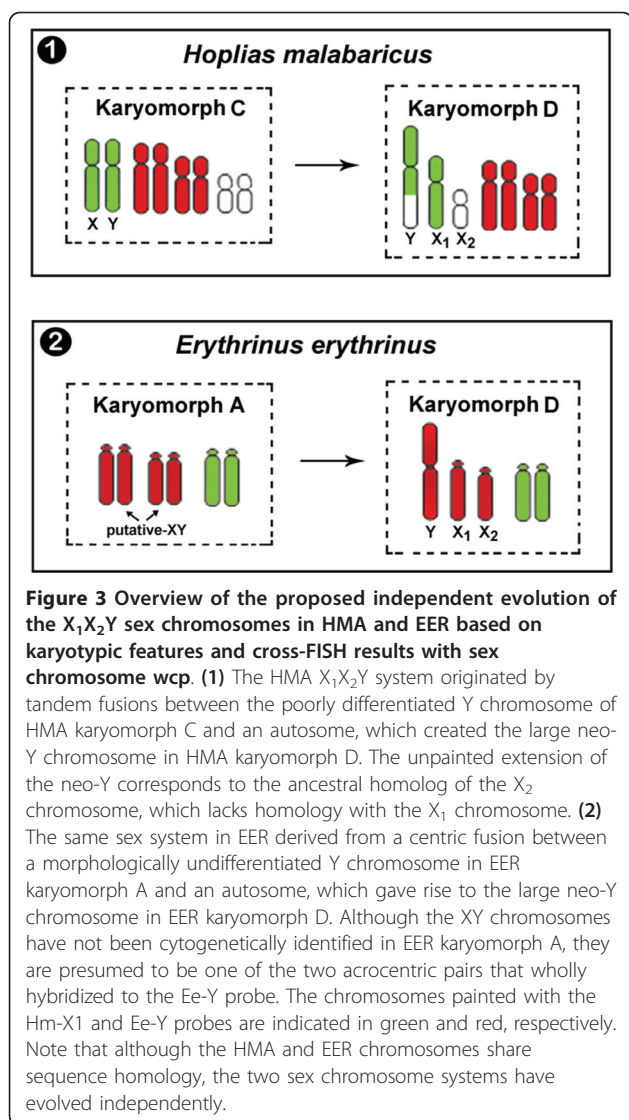 1
Hoplias malabaricus
Karyomorph C
Karyomorph D
X Y
Y X₁ X₂
2
Erythrinus erythrinus
Karyomorph A
Karyomorph D
putative-XY
Y X₁ X₂
Figure 3 Overview of the proposed independent evolution of
the X₁X₂Y sex chromosomes in HMA and EER based on
karyotypic features and cross-FISH results with sex
chromosome wcp. (1) The HMA X₁X₂Y system originated by
tandem fusions between the poorly differentiated Y chromosome of
HMA karyomorph C and an autosome, which created the large neo-
Y chromosome in HMA karyomorph D. The unpainted extension of
the neo-Y corresponds to the ancestral homolog of the X₂
chromosome, which lacks homology with the X₁ chromosome. (2)
The same sex system in EER derived from a centric fusion between
a morphologically undifferentiated Y chromosome in EER
karyomorph A and an autosome, which gave rise to the large neo-Y
chromosome in EER karyomorph D. Although the XY chromosomes
have not been cytogenetically identified in EER karyomorph A, they
are presumed to be one of the two acrocentric pairs that wholly
hybridized to the Ee-Y probe. The chromosomes painted with the
Hm-X1 and Ee-Y probes are indicated in green and red, respectively.
Note that although the HMA and EER chromosomes share
sequence homology, the two sex chromosome systems have
evolved independently.